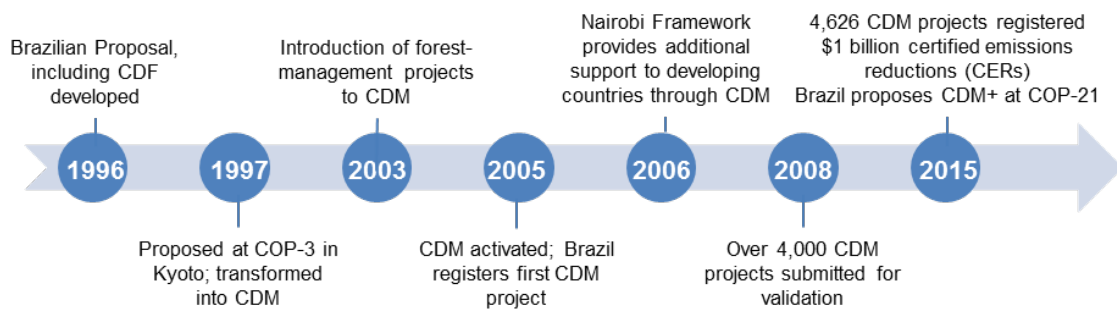 Brazilian Proposal,
including CDF
developed
Introduction of forest-
management projects
to CDM
Nairobi Framework
provides additional
support to developing
countries through CDM
4,626 CDM projects registered
$1 billion certified emissions
reductions (CERs)
Brazil proposes CDM+ at COP-21
1996
1997
2003
2005
2006
2008
2015
Proposed at COP-3 in
Kyoto; transformed
into CDM
CDM activated; Brazil
registers first CDM
project
Over 4,000 CDM
projects submitted for
validation